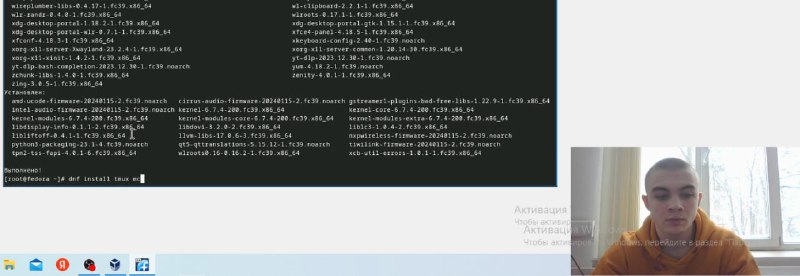 wireplumber-libs-0.4.17-1.fc39.x86_64 wl-clipboard-2.2.1-2.fc39.x86_64
wlr-randr-0.4.0-1.fc39.x86_64 wlroots-0.17.1-1.fc39.x86_64
xdg-desktop-portal-1.18.2-1.fc39.x86_64 xdg-desktop-portal-gtk-1.15.1-1.fc39.x86_64
xdg-desktop-portal-wlr-0.7.1-1.fc39.x86_64 xfce4-panel-4.18.5-1.fc39.x86_64
xfconf-4.18.3-1.fc39.x86_64 xkeyboard-config-2.40-1.fc39.noarch
xorg-x11-server-Xwayland-23.2.4-1.fc39.x86_64 xorg-x11-server-common-1.20.14-30.fc39.x86_64
xorg-x11-xinit-1.4.2-1.fc39.x86_64 yt-dlp-2023.12.30-1.fc39.noarch
yt-dlp-bash-completion-2023.12.30-1.fc39.noarch yum-4.18.2-1.fc39.noarch
zchunk-libs-1.4.0-1.fc39.x86_64 zenity-4.0.1-1.fc39.x86_64
zing-3.0.5-1.fc39.x86_64
Установлен:
amd-ucode-firmware-20240115-2.fc39.noarch cirrus-audio-firmware-20240115-2.fc39.noarch gstreamer1-plugins-bad-free-libs-1.22.9-1.fc39.x86_64
intel-audio-firmware-20240115-2.fc39.noarch kernel-6.7.4-200.fc39.x86_64 kernel-core-6.7.4-200.fc39.x86_64
kernel-modules-6.7.4-200.fc39.x86_64 kernel-modules-core-6.7.4-200.fc39.x86_64 kernel-modules-extra-6.7.4-200.fc39.x86_64
libdisplay-info-0.1.1-2.fc39.x86_64 libdovi-3.2.0-2.fc39.x86_64 liblc3-1.0.4-2.fc39.x86_64
libliftoff-0.4.1-1.fc39.x86_64 llvm-libs-17.0.6-3.fc39.x86_64 nxpwireless-firmware-20240115-2.fc39.noarch
python3-packaging-23.1-4.fc39.noarch qt5-qttranslations-5.15.12-1.fc39.noarch tiwilink-firmware-20240115-2.fc39.noarch
tpm2-tss-fapi-4.0.1-6.fc39.x86_64 wlroots0.16-0.16.2-1.fc39.x86_64 xcb-util-errors-1.0.1-1.fc39.x86_64
Выполнено!
[root@fedora ~]# dnf install tmux mc
Активация
Чтобы активир
Активация Windows
Чтобы активировать Windows, перейдите в раздел "Пар